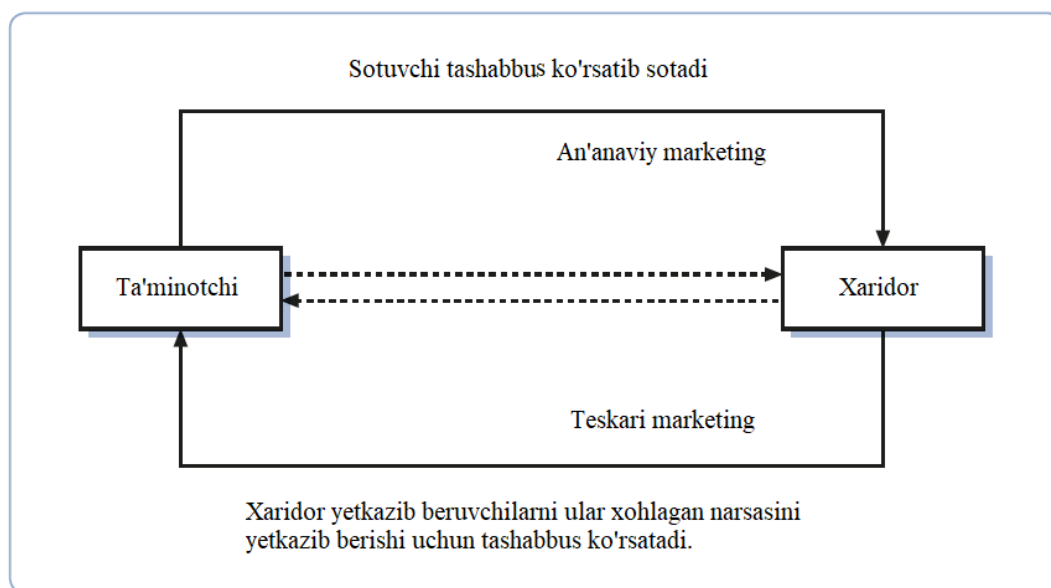 Sotuvchi tashabbus ko'rsatib sotadi
An'anaviy marketing
Ta'minotchi
Xaridor
Teskari marketing
Xaridor yetkazib beruvchilarni ular xohlagan narsasini
yetkazib berishi uchun tashabbus ko'rsatadi.